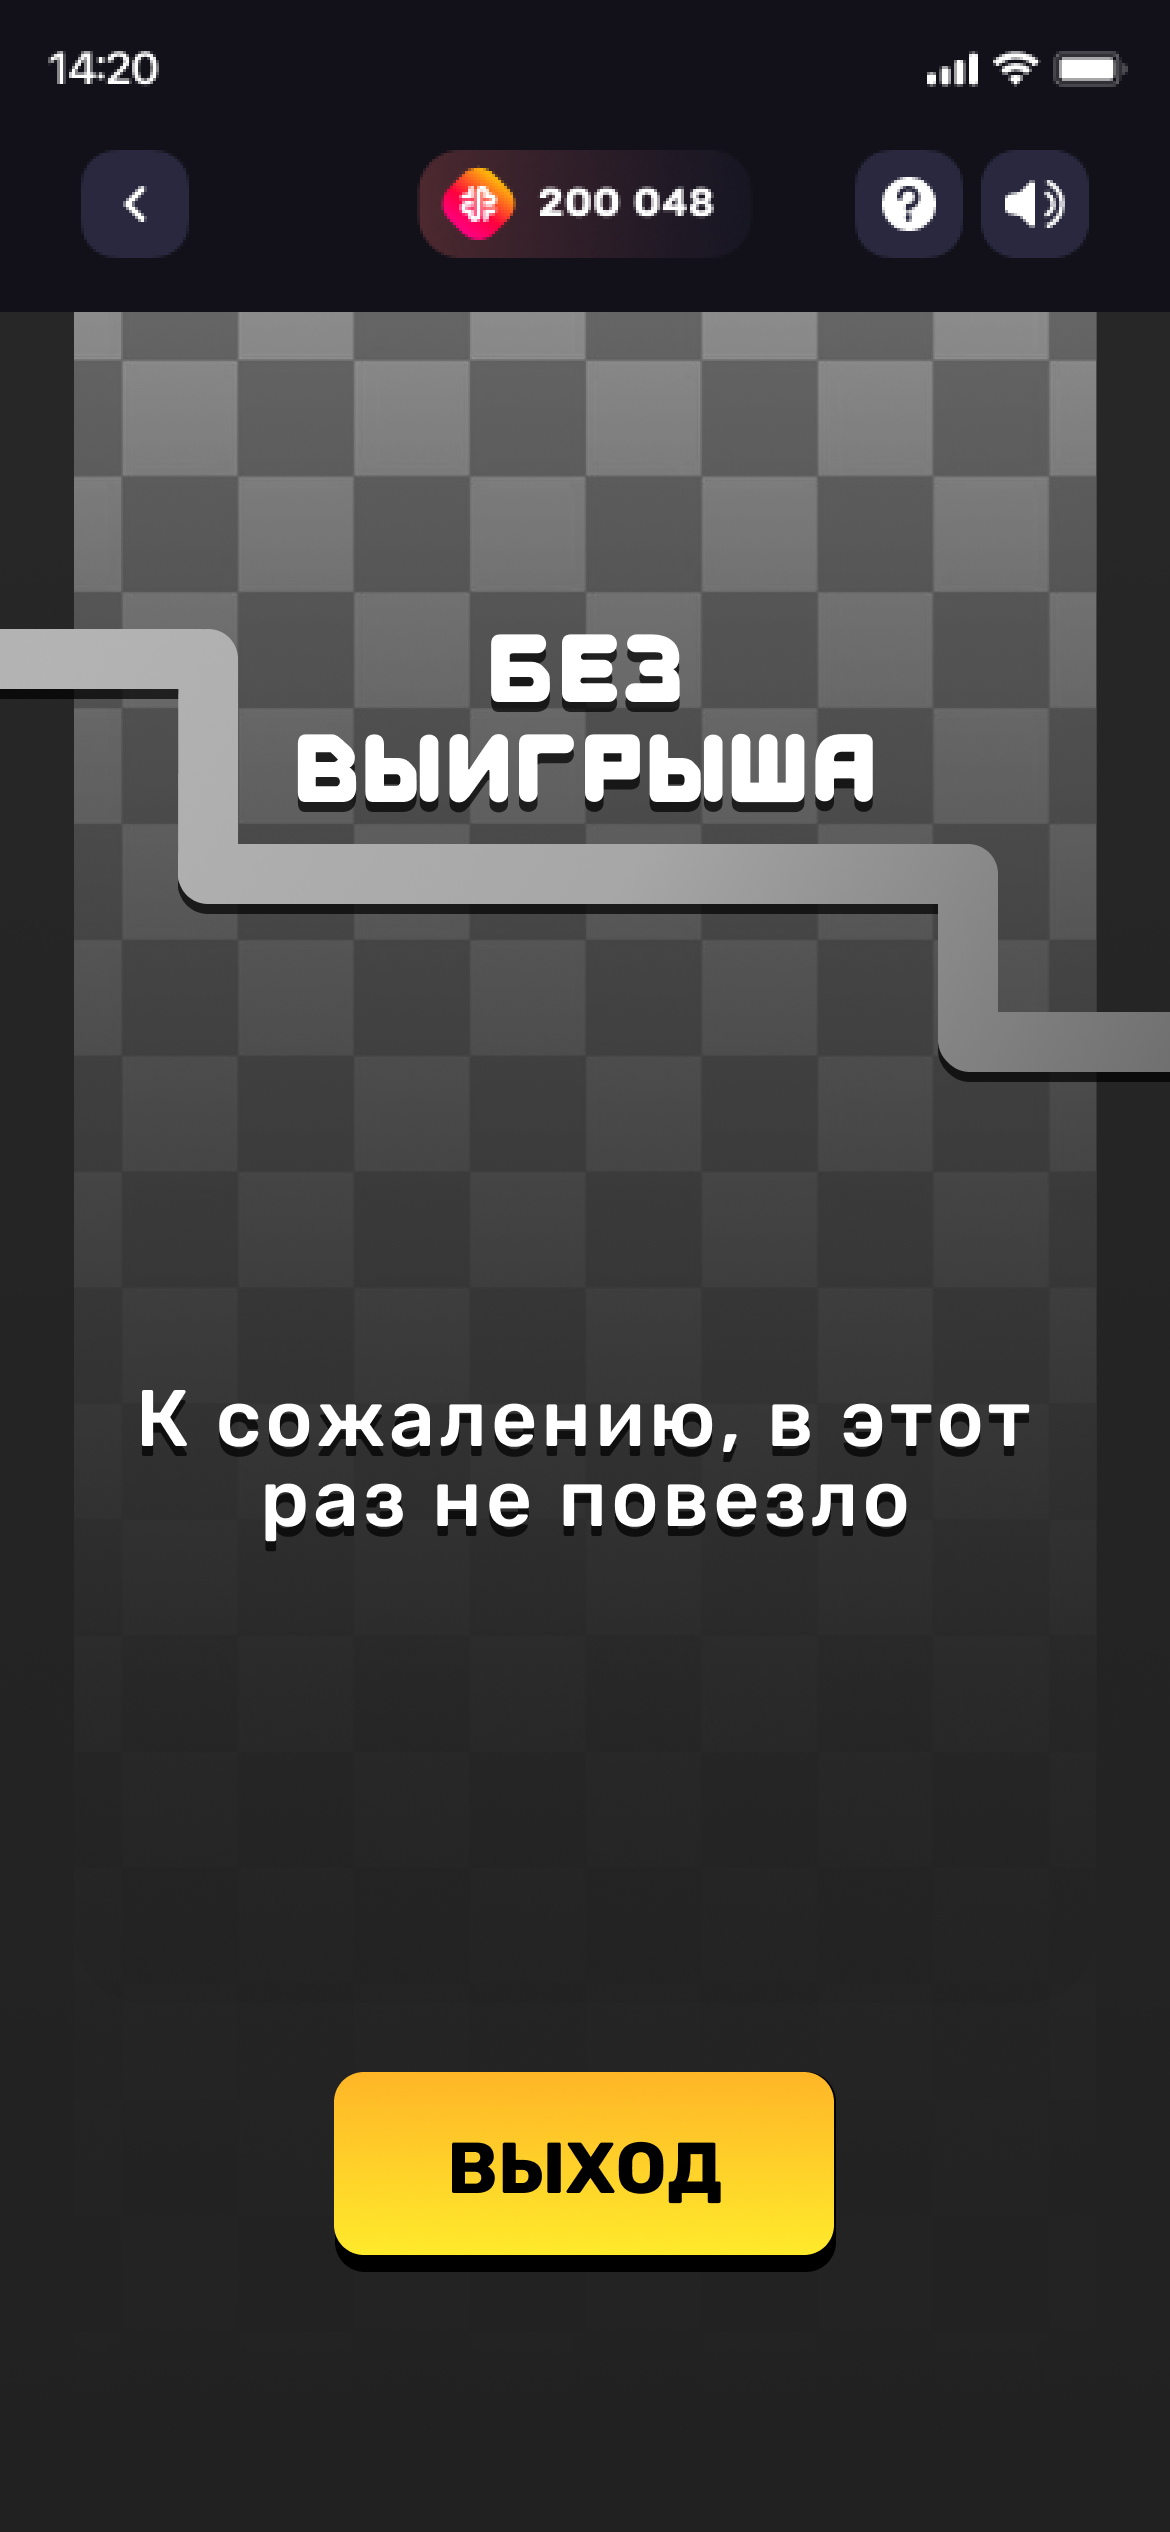 14:20
200 048
БЕЗ
ВЫИГРЫША
К сожалению, в этот
раз не повезло
ВЫХОД